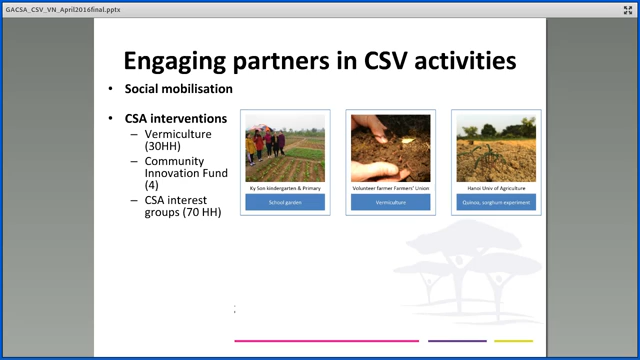 GACSA_CSV_VN_April2016final.pptx
Engaging partners in CSV activities
• Social mobilisation
• CSA interventions
– Vermiculture
(30HH)
– Community
Innovation Fund
(4)
– CSA interest
groups (70 HH)
Ky Son kindergarten & Primary
School garden
Volunteer farmer Farmers' Union
Vermiculture
Hanoi Univ of Agriculture
Quinoa, sorghum experiment
;